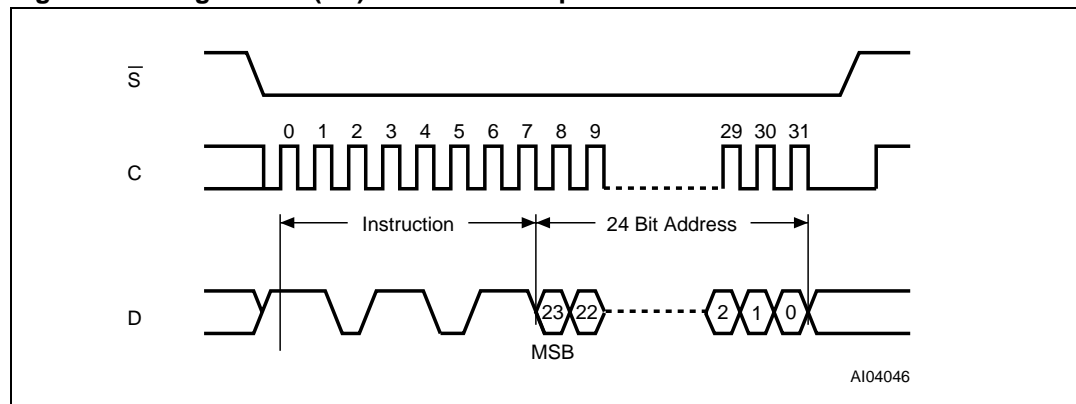 S
0 1 2 3 4 5 6 7 8 9 29 30 31
C
Instruction 24 Bit Address
D 23 22 2 1 0
MSB
AI04046